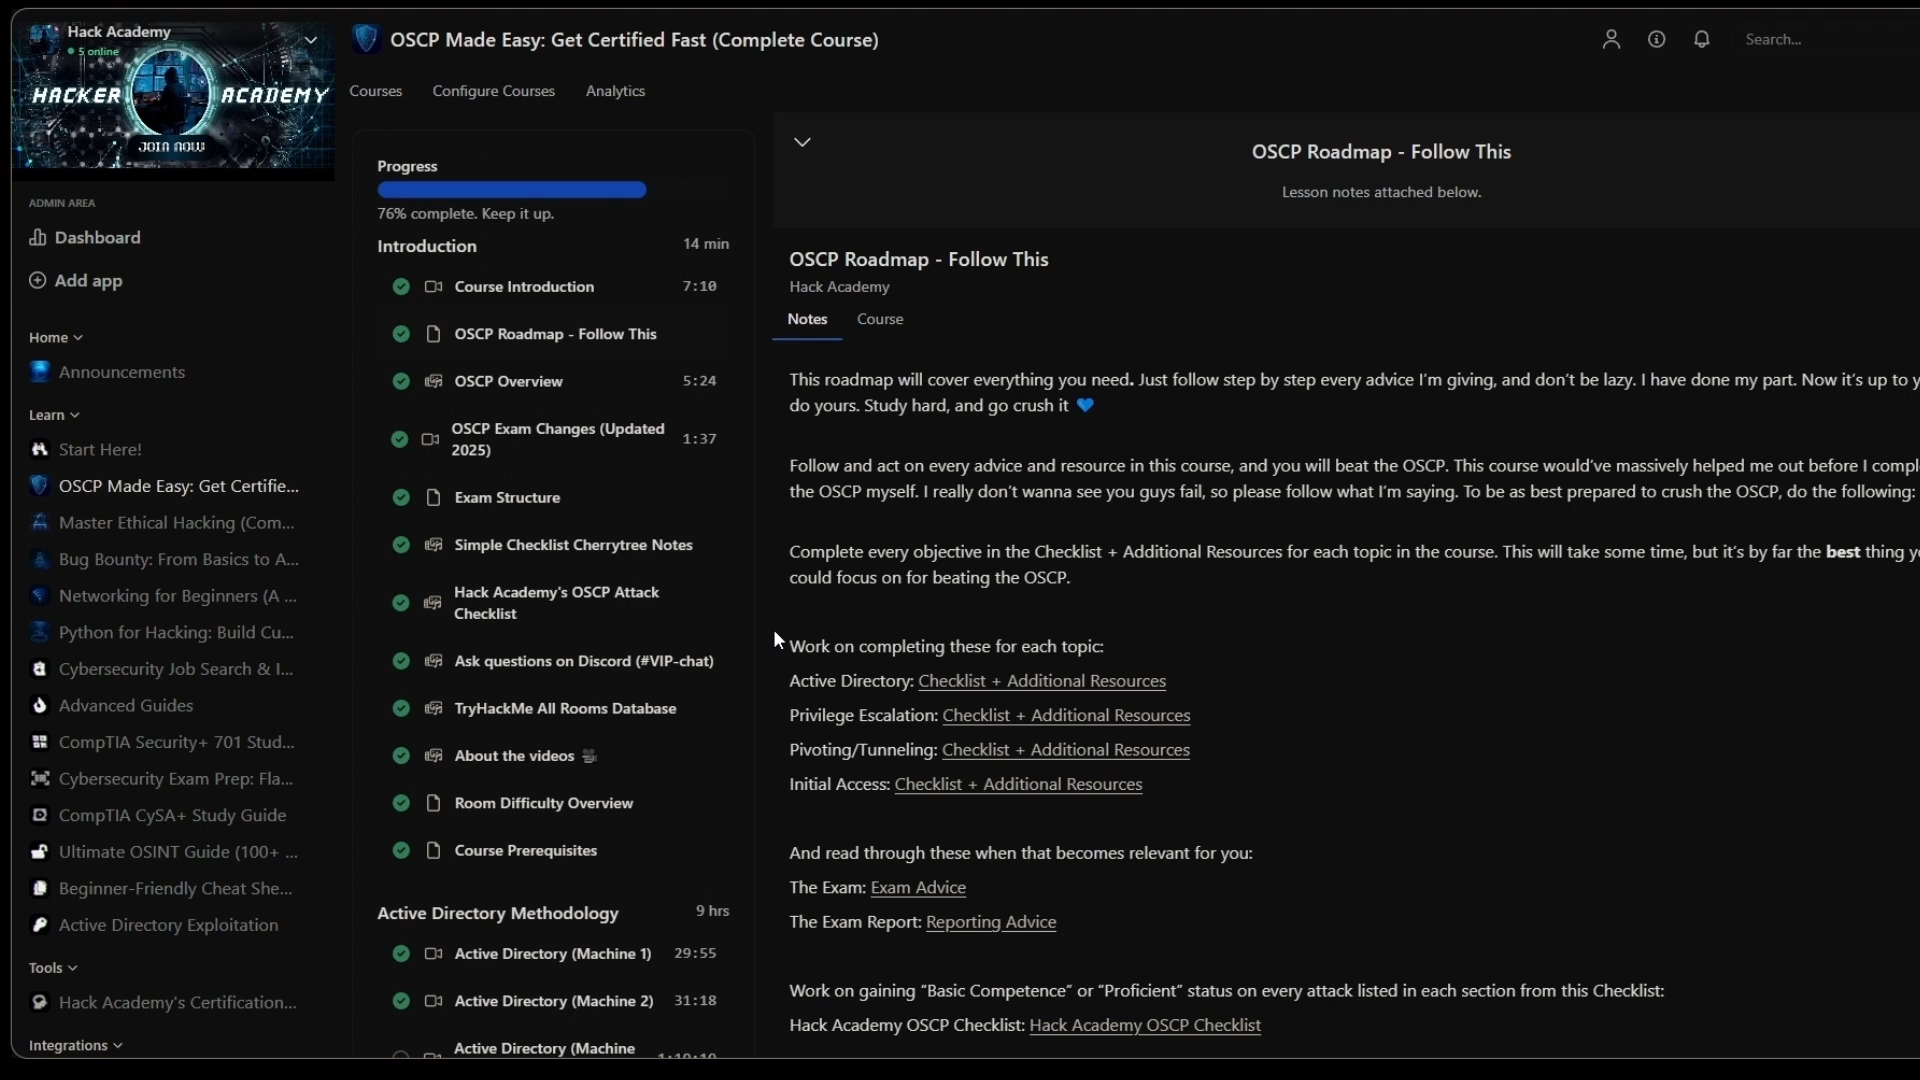 Hack Academy
5 online
HACKER ACADEMY
JOIN NOW
ADMIN AREA
Dashboard
Add app
Home
Announcements
Learn
Start Here!
OSCP Made Easy: Get Certifie...
Master Ethical Hacking (Com...
Bug Bounty: From Basics to A...
Networking for Beginners (A ...
Python for Hacking: Build Cu...
Cybersecurity Job Search & I...
Advanced Guides
CompTIA Security+ 701 Stud...
Cybersecurity Exam Prep: Fla...
CompTIA CySA+ Study Guide
Ultimate OSINT Guide (100+ ...
Beginner-Friendly Cheat She...
Active Directory Exploitation
Tools
Hack Academy's Certification...
Integrations
OSCP Made Easy: Get Certified Fast (Complete Course)
Search...
Courses Configure Courses Analytics
Progress
76% complete. Keep it up.
Introduction 14 min
Course Introduction 7:10
OSCP Roadmap - Follow This
OSCP Overview 5:24
OSCP Exam Changes (Updated
2025) 1:37
Exam Structure
Simple Checklist Cherrytree Notes
Hack Academy's OSCP Attack
Checklist
Ask questions on Discord (#VIP-chat)
TryHackMe All Rooms Database
About the videos
Room Difficulty Overview
Course Prerequisites
Active Directory Methodology 9 hrs
Active Directory (Machine 1) 29:55
Active Directory (Machine 2) 31:18
Active Directory (Machine
OSCP Roadmap - Follow This
Lesson notes attached below.
OSCP Roadmap - Follow This
Hack Academy
Notes Course
This roadmap will cover everything you need. Just follow step by step every advice I'm giving, and don't be lazy. I have done my part. Now it's up to y
do yours. Study hard, and go crush it 💙
Follow and act on every advice and resource in this course, and you will beat the OSCP. This course would've massively helped me out before I compl
the OSCP myself. I really don't wanna see you guys fail, so please follow what I'm saying. To be as best prepared to crush the OSCP, do the following:
Complete every objective in the Checklist + Additional Resources for each topic in the course. This will take some time, but it's by far the best thing y
could focus on for beating the OSCP.
Work on completing these for each topic:
Active Directory: Checklist + Additional Resources
Privilege Escalation: Checklist + Additional Resources
Pivoting/Tunneling: Checklist + Additional Resources
Initial Access: Checklist + Additional Resources
And read through these when that becomes relevant for you:
The Exam: Exam Advice
The Exam Report: Reporting Advice
Work on gaining "Basic Competence" or "Proficient" status on every attack listed in each section from this Checklist:
Hack Academy OSCP Checklist: Hack Academy OSCP Checklist